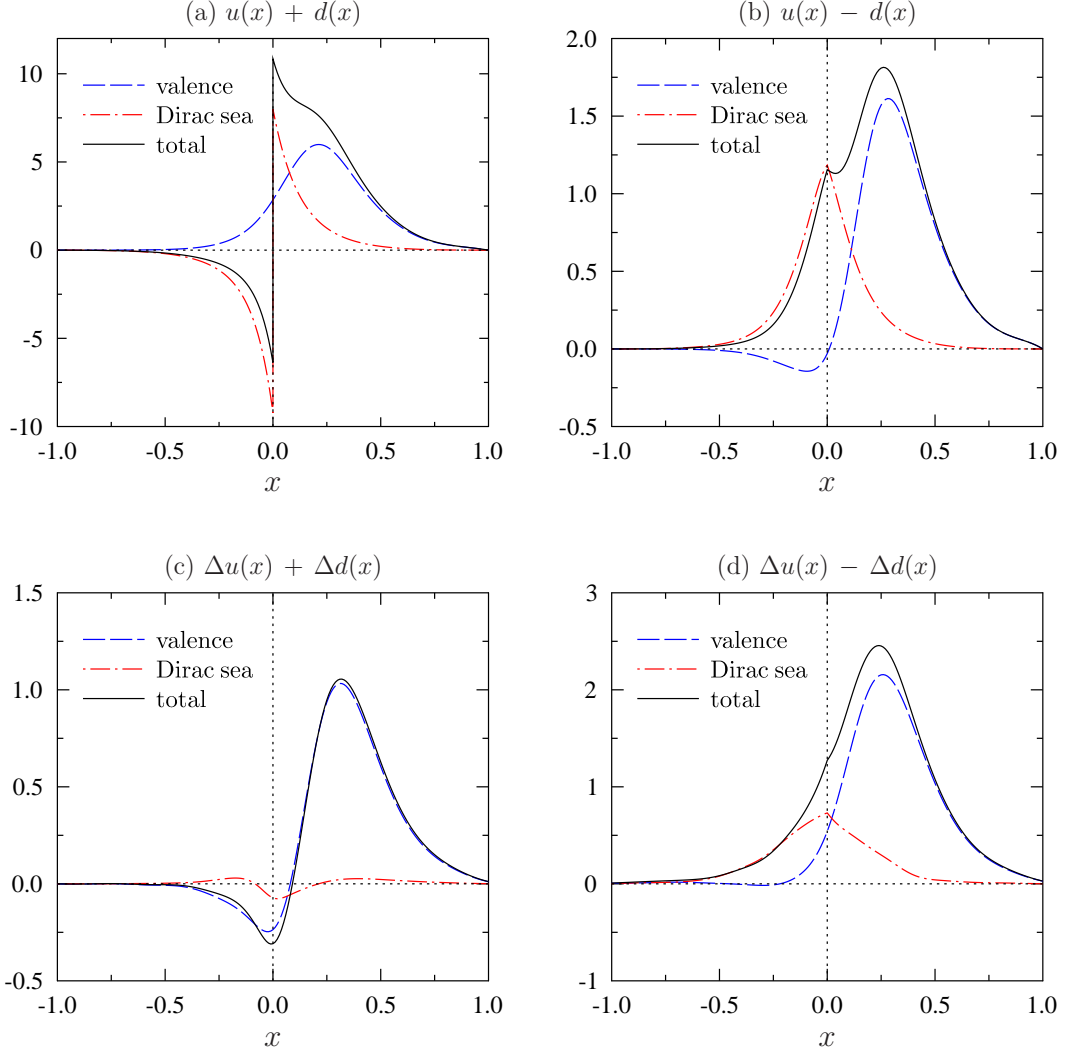 (a) u(x) + d(x)
10
5
0
-5
-10
valence
Dirac sea
total
-1.0 -0.5 0.0 0.5 1.0
x
(b) u(x) − d(x)
2.0
1.5
1.0
0.5
0.0
-0.5
valence
Dirac sea
total
-1.0 -0.5 0.0 0.5 1.0
x
(c) Δu(x) + Δd(x)
1.5
1.0
0.5
0.0
-0.5
valence
Dirac sea
total
-1.0 -0.5 0.0 0.5 1.0
x
(d) Δu(x) − Δd(x)
3
2
1
0
-1
valence
Dirac sea
total
-1.0 -0.5 0.0 0.5 1.0
x